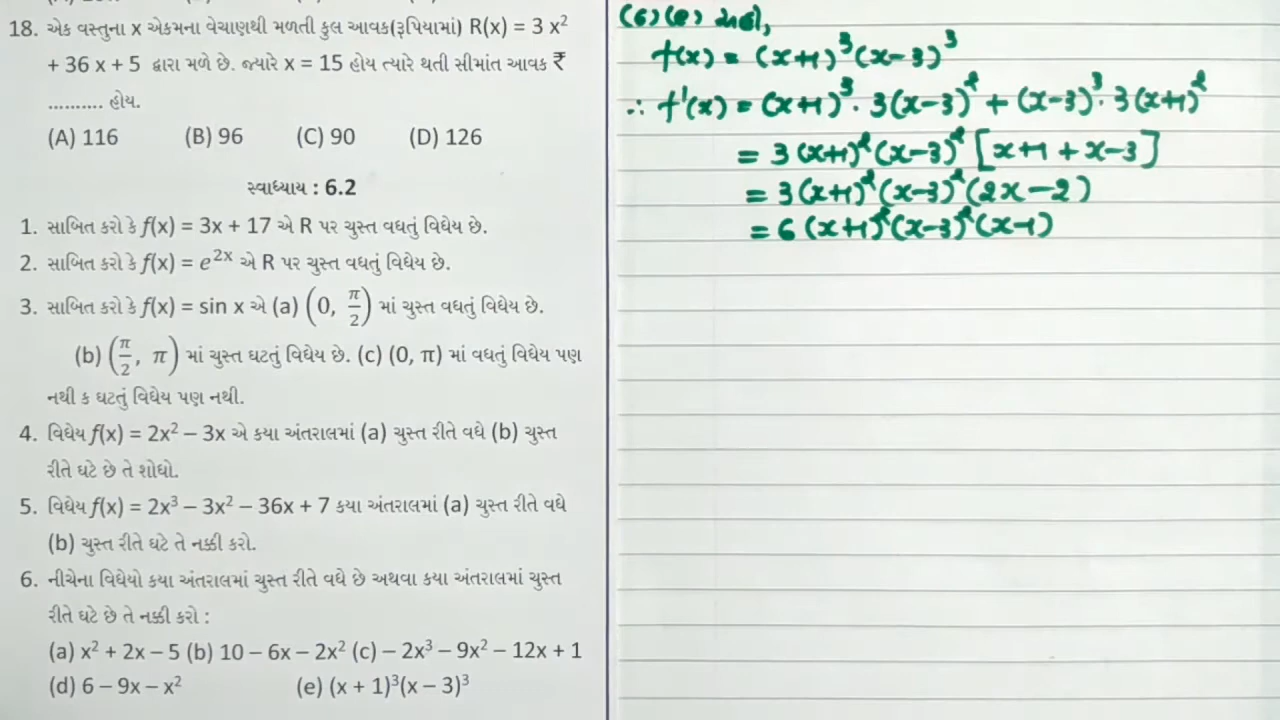 18. એક વસ્તુના x એકમના વેચાણથી મળતી કુલ આવક(રૂપિયામાં) R(x) = 3 x²
+ 36 x + 5 દ્વારા મળે છે. જ્યારે x = 15 હોય ત્યારે થતી સીમાંત આવક ₹
.......... હોય.
(A) 116 (B) 96 (C) 90 (D) 126
સ્વાધ્યાય : 6.2
1. સાબિત કરો કે f(x) = 3x + 17 એ R પર ચુસ્ત વધતું વિધેય છે.
2. સાબિત કરો કે f(x) = e²ˣ એ R પર ચુસ્ત વધતું વિધેય છે.
3. સાબિત કરો કે f(x) = sin x એ (a) (0, π/2) માં ચુસ્ત વધતું વિધેય છે.
(b) (π/2, π) માં ચુસ્ત ઘટતું વિધેય છે. (c) (0, π) માં વધતું વિધેય પણ
નથી ક ઘટતું વિધેય પણ નથી.
4. વિધેય f(x) = 2x² – 3x એ કયા અંતરાલમાં (a) ચુસ્ત રીતે વધે (b) ચુસ્ત
રીતે ઘટે છે તે શોધો.
5. વિધેય f(x) = 2x³ – 3x² – 36x + 7 કયા અંતરાલમાં (a) ચુસ્ત રીતે વધે
(b) ચુસ્ત રીતે ઘટે તે નક્કી કરો.
6. નીચેના વિધેયો કયા અંતરાલમાં ચુસ્ત રીતે વધે છે અથવા કયા અંતરાલમાં ચુસ્ત
રીતે ઘટે છે તે નક્કી કરો :
(a) x² + 2x – 5 (b) 10 – 6x – 2x² (c) – 2x³ – 9x² – 12x + 1
(d) 6 – 9x – x² (e) (x + 1)³(x – 3)³
(6) (e) અહીં,
f(x) = (x+1)³(x-3)³
∴ f'(x) = (x+1)³ · 3(x-3)² + (x-3)³ · 3(x+1)²
= 3(x+1)²(x-3)² [x+1 + x-3]
= 3(x+1)²(x-3)²(2x-2)
= 6(x+1)²(x-3)²(x-1)